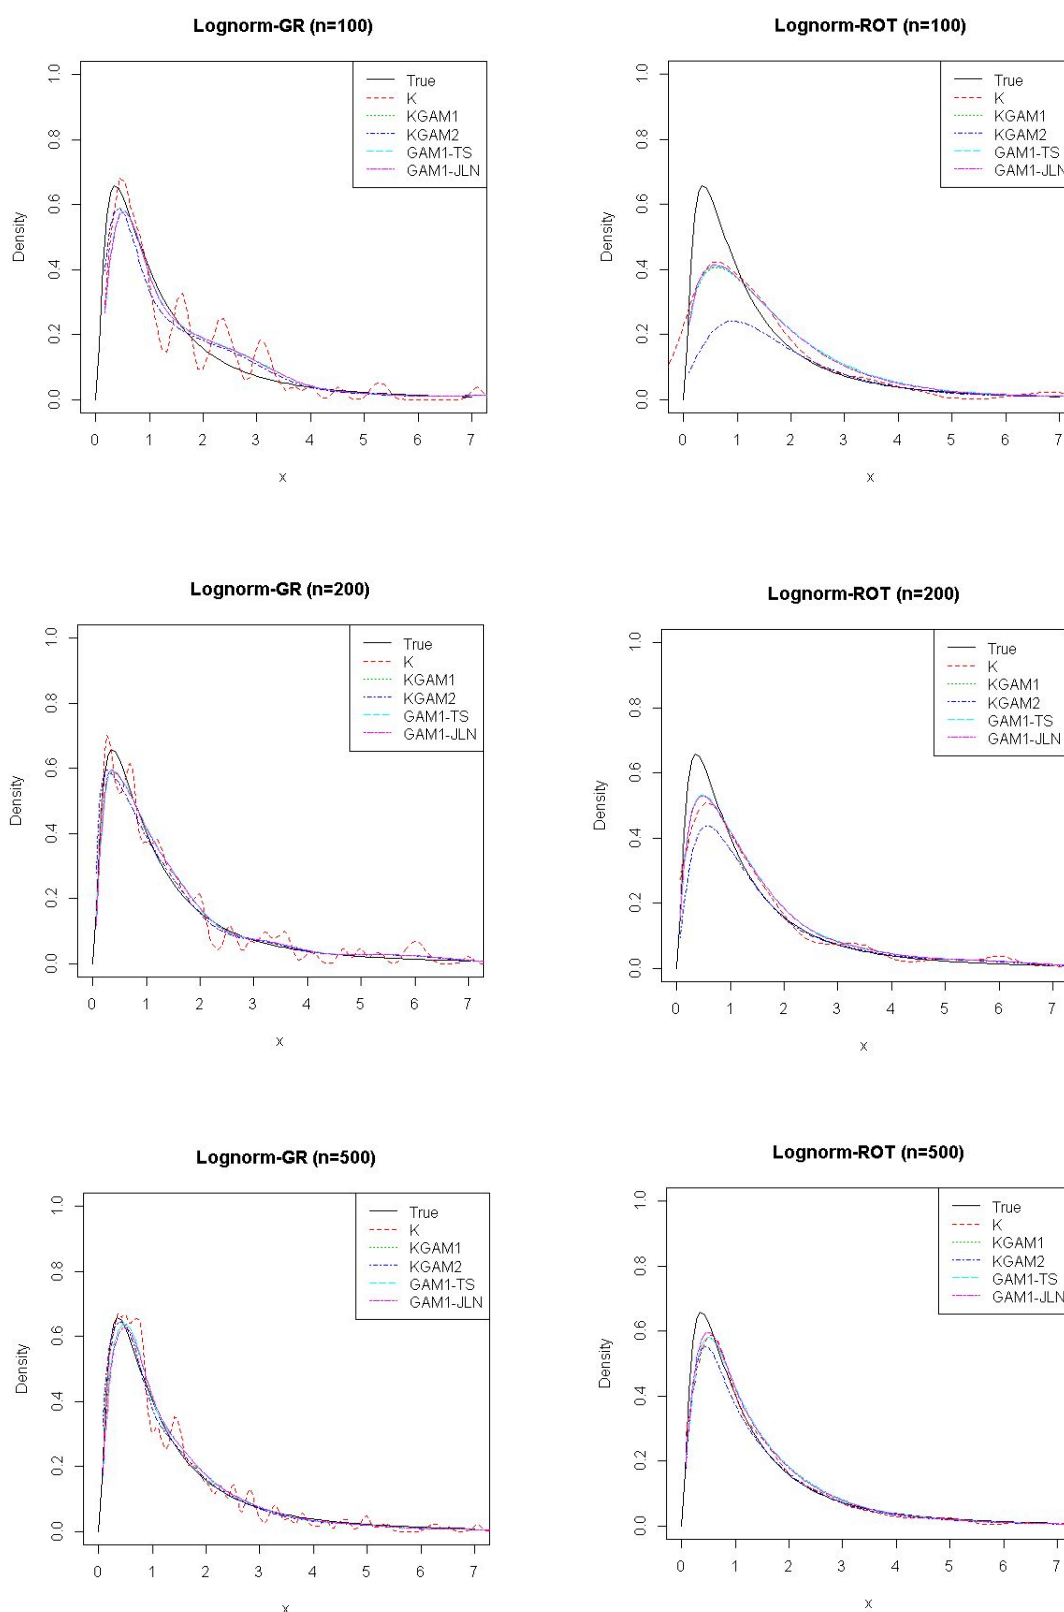 Lognorm-GR (n=100)
Density
0.0 0.2 0.4 0.6 0.8 1.0
True
K
KGAM1
KGAM2
GAM1-TS
GAM1-JLN
0 1 2 3 4 5 6 7
x
Lognorm-ROT (n=100)
Density
0.0 0.2 0.4 0.6 0.8 1.0
True
K
KGAM1
KGAM2
GAM1-TS
GAM1-JLN
0 1 2 3 4 5 6 7
x
Lognorm-GR (n=200)
Density
0.0 0.2 0.4 0.6 0.8 1.0
True
K
KGAM1
KGAM2
GAM1-TS
GAM1-JLN
0 1 2 3 4 5 6 7
x
Lognorm-ROT (n=200)
Density
0.0 0.2 0.4 0.6 0.8 1.0
True
K
KGAM1
KGAM2
GAM1-TS
GAM1-JLN
0 1 2 3 4 5 6 7
x
Lognorm-GR (n=500)
Density
0.0 0.2 0.4 0.6 0.8 1.0
True
K
KGAM1
KGAM2
GAM1-TS
GAM1-JLN
0 1 2 3 4 5 6 7
x
Lognorm-ROT (n=500)
Density
0.0 0.2 0.4 0.6 0.8 1.0
True
K
KGAM1
KGAM2
GAM1-TS
GAM1-JLN
0 1 2 3 4 5 6 7
x